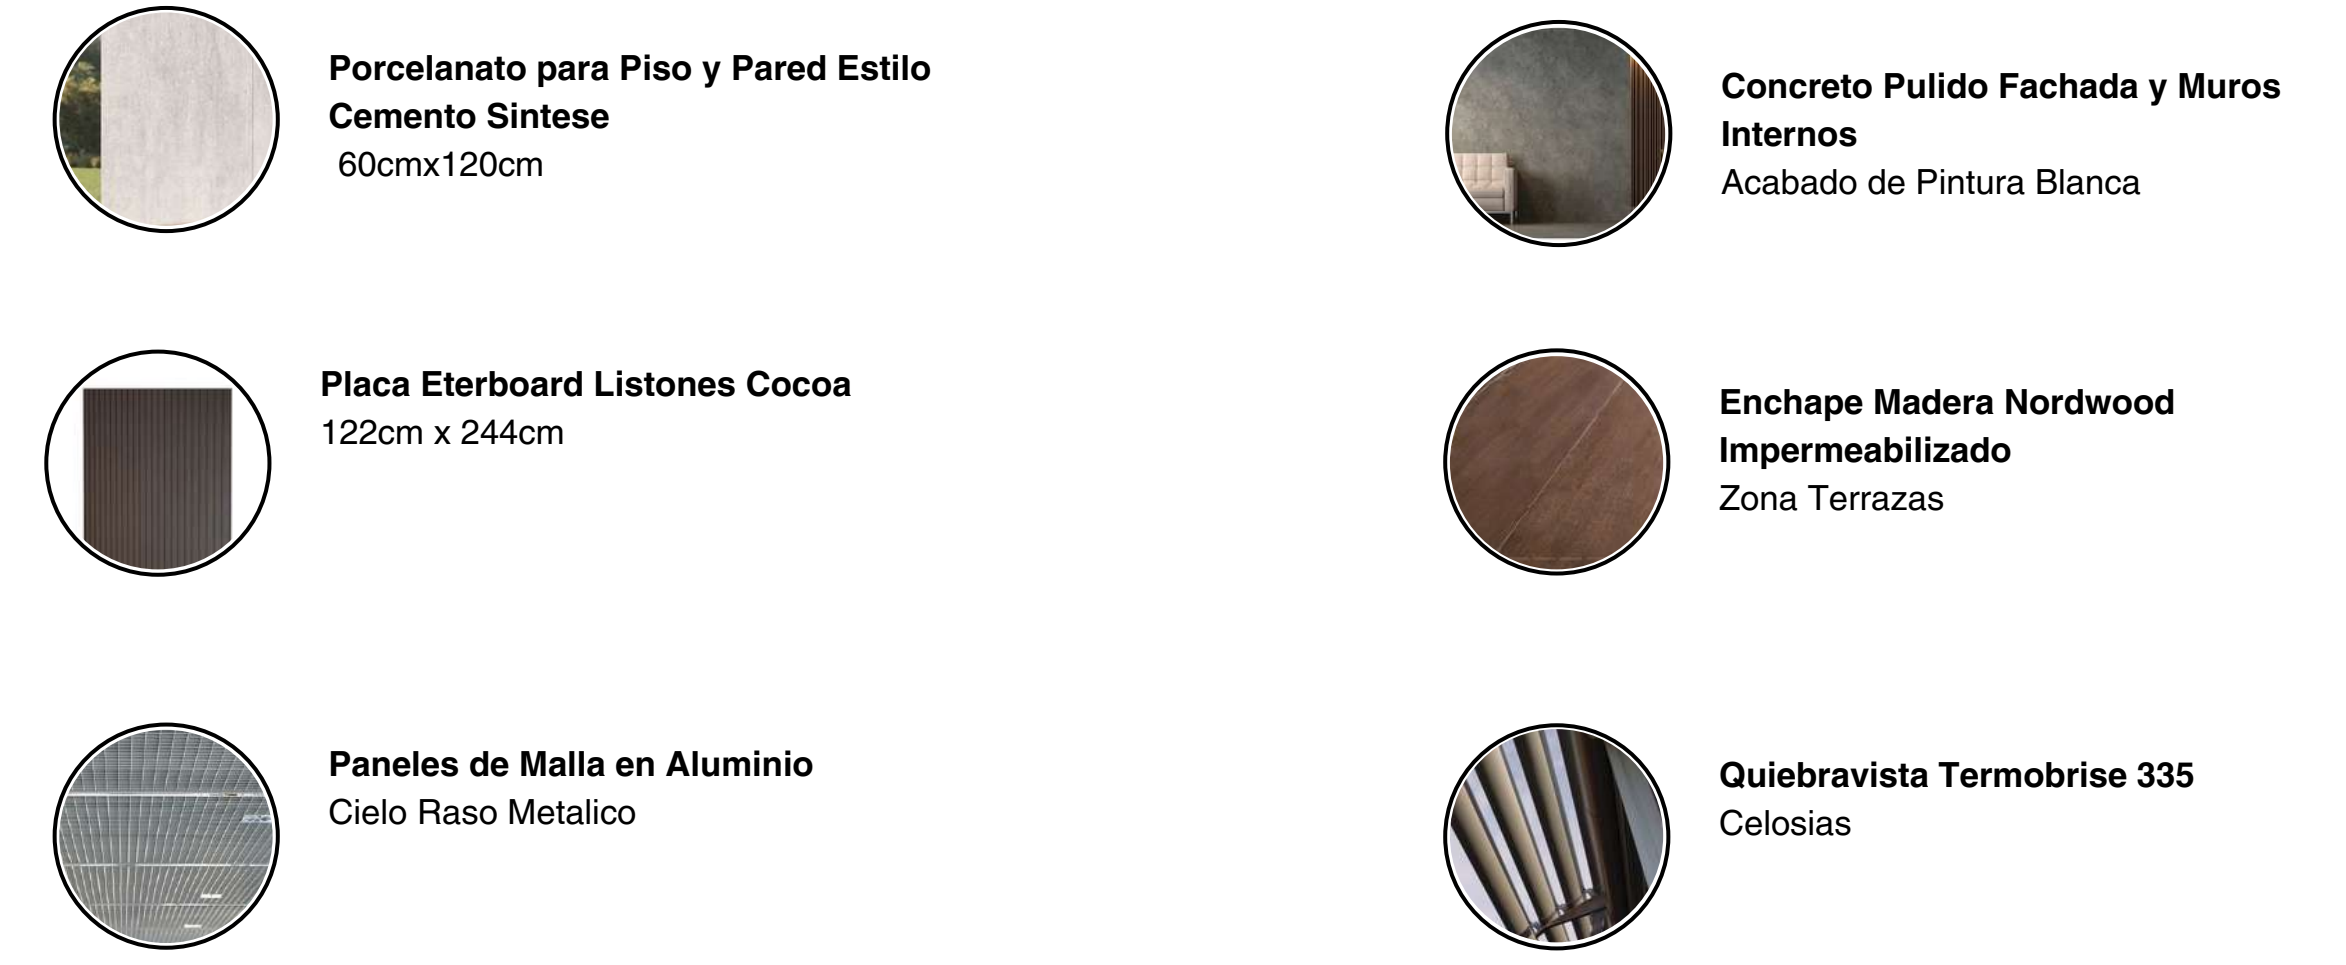 Porcelanato para Piso y Pared Estilo
Cemento Sintese
60cmx120cm
Concreto Pulido Fachada y Muros
Internos
Acabado de Pintura Blanca
Placa Eterboard Listones Cocoa
122cm x 244cm
Enchape Madera Nordwood
Impermeabilizado
Zona Terrazas
Paneles de Malla en Aluminio
Cielo Raso Metalico
Quiebravista Termobrise 335
Celosias